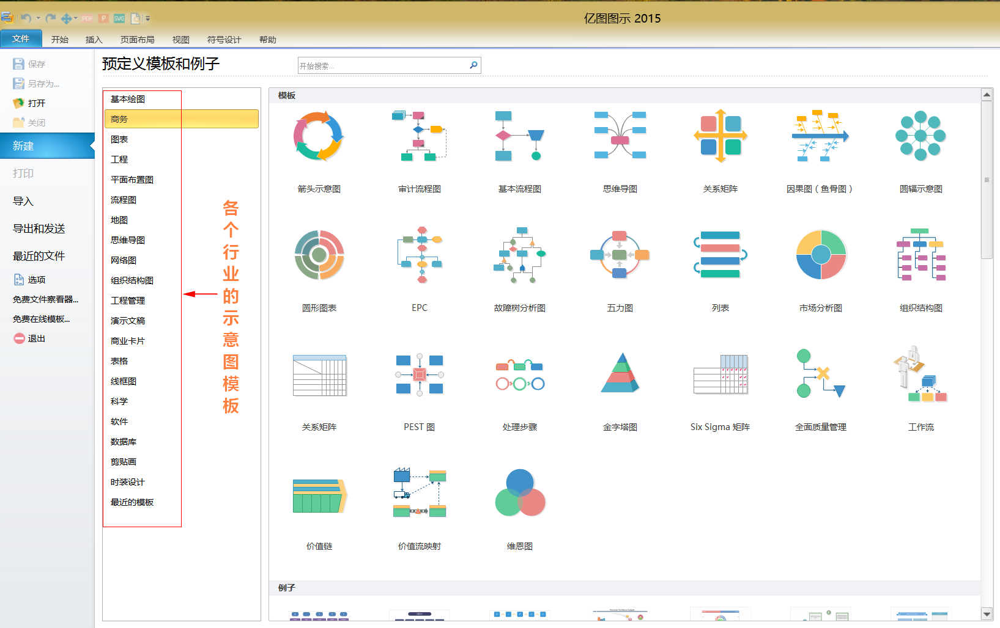 PDF P SVG
亿图图示 2015
文件 开始 插入 页面布局 视图 符号设计 帮助
保存
另存为...
打开
关闭
新建
打印
导入
导出和发送
最近的文件
选项
免费文件察看器...
免费在线模板...
退出
预定义模板和例子
开始搜索...
基本绘图
商务
图表
工程
平面布置图
流程图
地图
思维导图
网络图
组织结构图
工程管理
演示文稿
商业卡片
表格
线框图
科学
软件
数据库
剪贴画
时装设计
最近的模板
各个行业的示意图模板
模板
箭头示意图 审计流程图 基本流程图 思维导图 关系矩阵 因果图（鱼骨图） 圆辐示意图
圆形图表 EPC 故障树分析图 五力图 列表 市场分析图 组织结构图
关系矩阵 PEST 图 处理步骤 金字塔图 Six Sigma 矩阵 全面质量管理 工作流
价值链 价值流映射 维恩图
例子